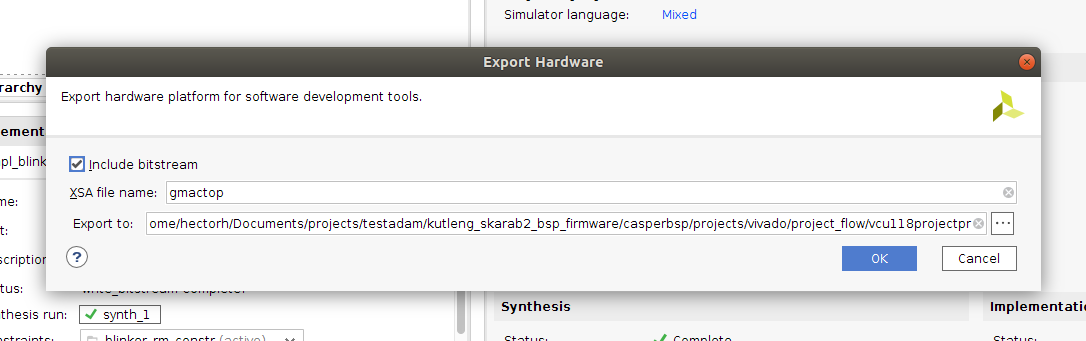 Simulator language: Mixed
Export Hardware
Export hardware platform for software development tools.
Include bitstream
XSA file name: gmactop
Export to: ome/hectorh/Documents/projects/testadam/kutleng_skarab2_bsp_firmware/casperbsp/projects/vivado/project_flow/vcu118projectpr
...
?
OK
Cancel
rarchy
ement
pl_blink
me:
t:
scription
tus: write_bitstream Complete!
nthesis run: synth_1
nstraints: blinker_rm_constr (active)
Synthesis
Implementatio
Status: Complete
Status: